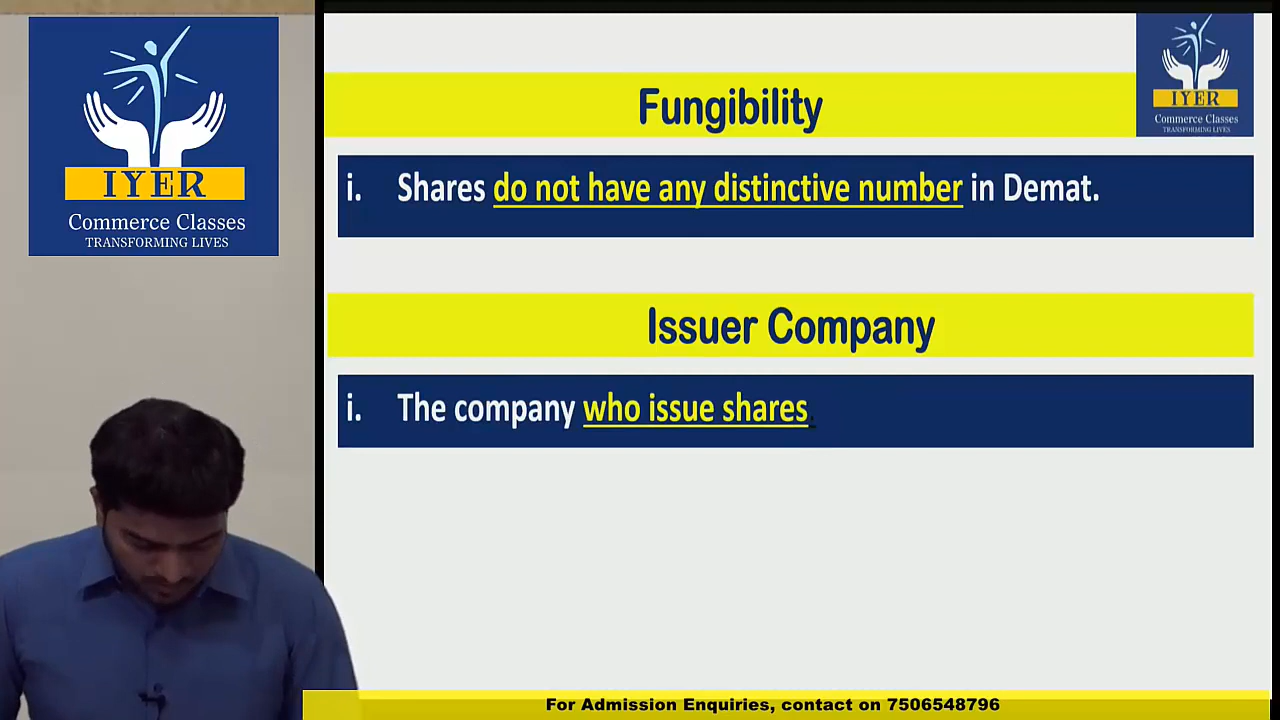 IYER
Commerce Classes
TRANSFORMING LIVES
IYER
Commerce Classes
TRANSFORMING LIVES
Fungibility
i. Shares do not have any distinctive number in Demat.
Issuer Company
i. The company who issue shares.
For Admission Enquiries, contact on 7506548796